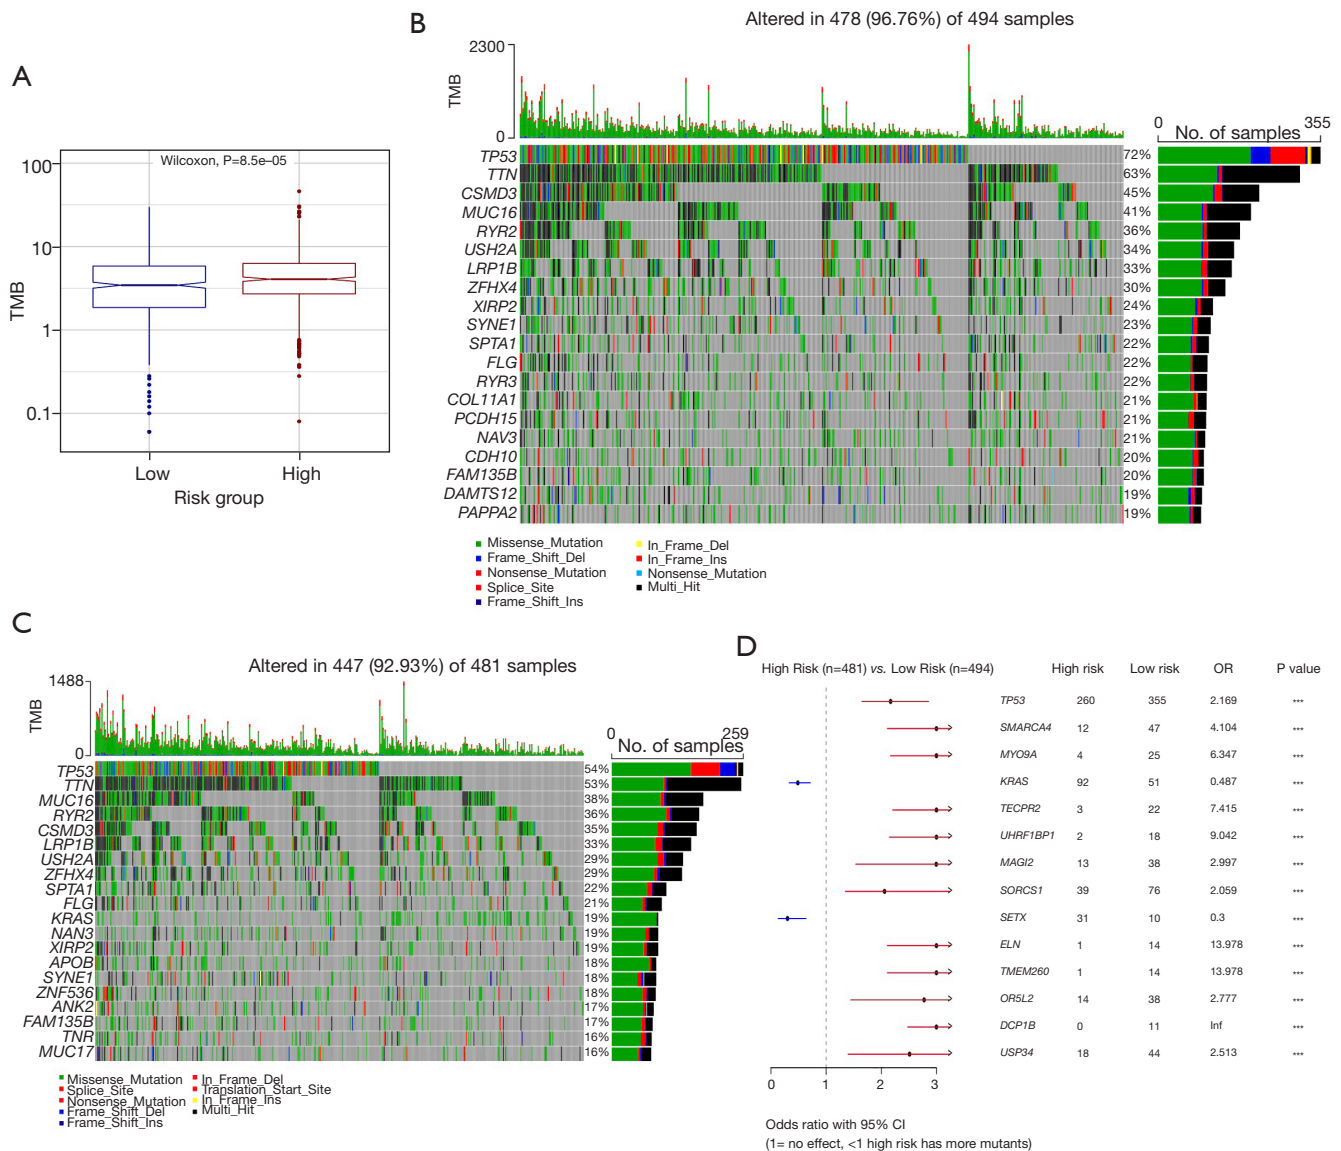 A
Wilcoxon, P=8.5e–05
100
10
1
0.1
TMB
Low
High
Risk group
B
Altered in 478 (96.76%) of 494 samples
2300
0
TMB
0
355
No. of samples
TP53 72%
TTN 63%
CSMD3 45%
MUC16 41%
RYR2 36%
USH2A 34%
LRP1B 33%
ZFHX4 30%
XIRP2 24%
SYNE1 23%
SPTA1 22%
FLG 22%
RYR3 22%
COL11A1 21%
PCDH15 21%
NAV3 21%
CDH10 20%
FAM135B 20%
DAMTS12 19%
PAPPA2 19%
Missense_Mutation
Frame_Shift_Del
Nonsense_Mutation
Splice_Site
Frame_Shift_Ins
In_Frame_Del
In_Frame_Ins
Nonsense_Mutation
Multi_Hit
C
Altered in 447 (92.93%) of 481 samples
1488
0
TMB
0
259
No. of samples
TP53 54%
TTN 53%
MUC16 38%
RYR2 36%
CSMD3 35%
LRP1B 33%
USH2A 29%
ZFHX4 29%
SPTA1 22%
FLG 21%
KRAS 19%
NAN3 19%
XIRP2 19%
APOB 18%
SYNE1 18%
ZNF536 18%
ANK2 17%
FAM135B 17%
TNR 16%
MUC17 16%
Missense_Mutation
Splice_Site
Nonsense_Mutation
Frame_Shift_Del
Frame_Shift_Ins
In_Frame_Del
Translation_Start_Site
In_Frame_Ins
Multi_Hit
D
High Risk (n=481) vs. Low Risk (n=494) High risk Low risk OR P value
TP53 260 355 2.169 ***
SMARCA4 12 47 4.104 ***
MYO9A 4 25 6.347 ***
KRAS 92 51 0.487 ***
TECPR2 3 22 7.415 ***
UHRF1BP1 2 18 9.042 ***
MAGI2 13 38 2.997 ***
SORCS1 39 76 2.059 ***
SETX 31 10 0.3 ***
ELN 1 14 13.978 ***
TMEM260 1 14 13.978 ***
OR5L2 14 38 2.777 ***
DCP1B 0 11 Inf ***
USP34 18 44 2.513 ***
0 1 2 3
Odds ratio with 95% CI
(1= no effect, <1 high risk has more mutants)